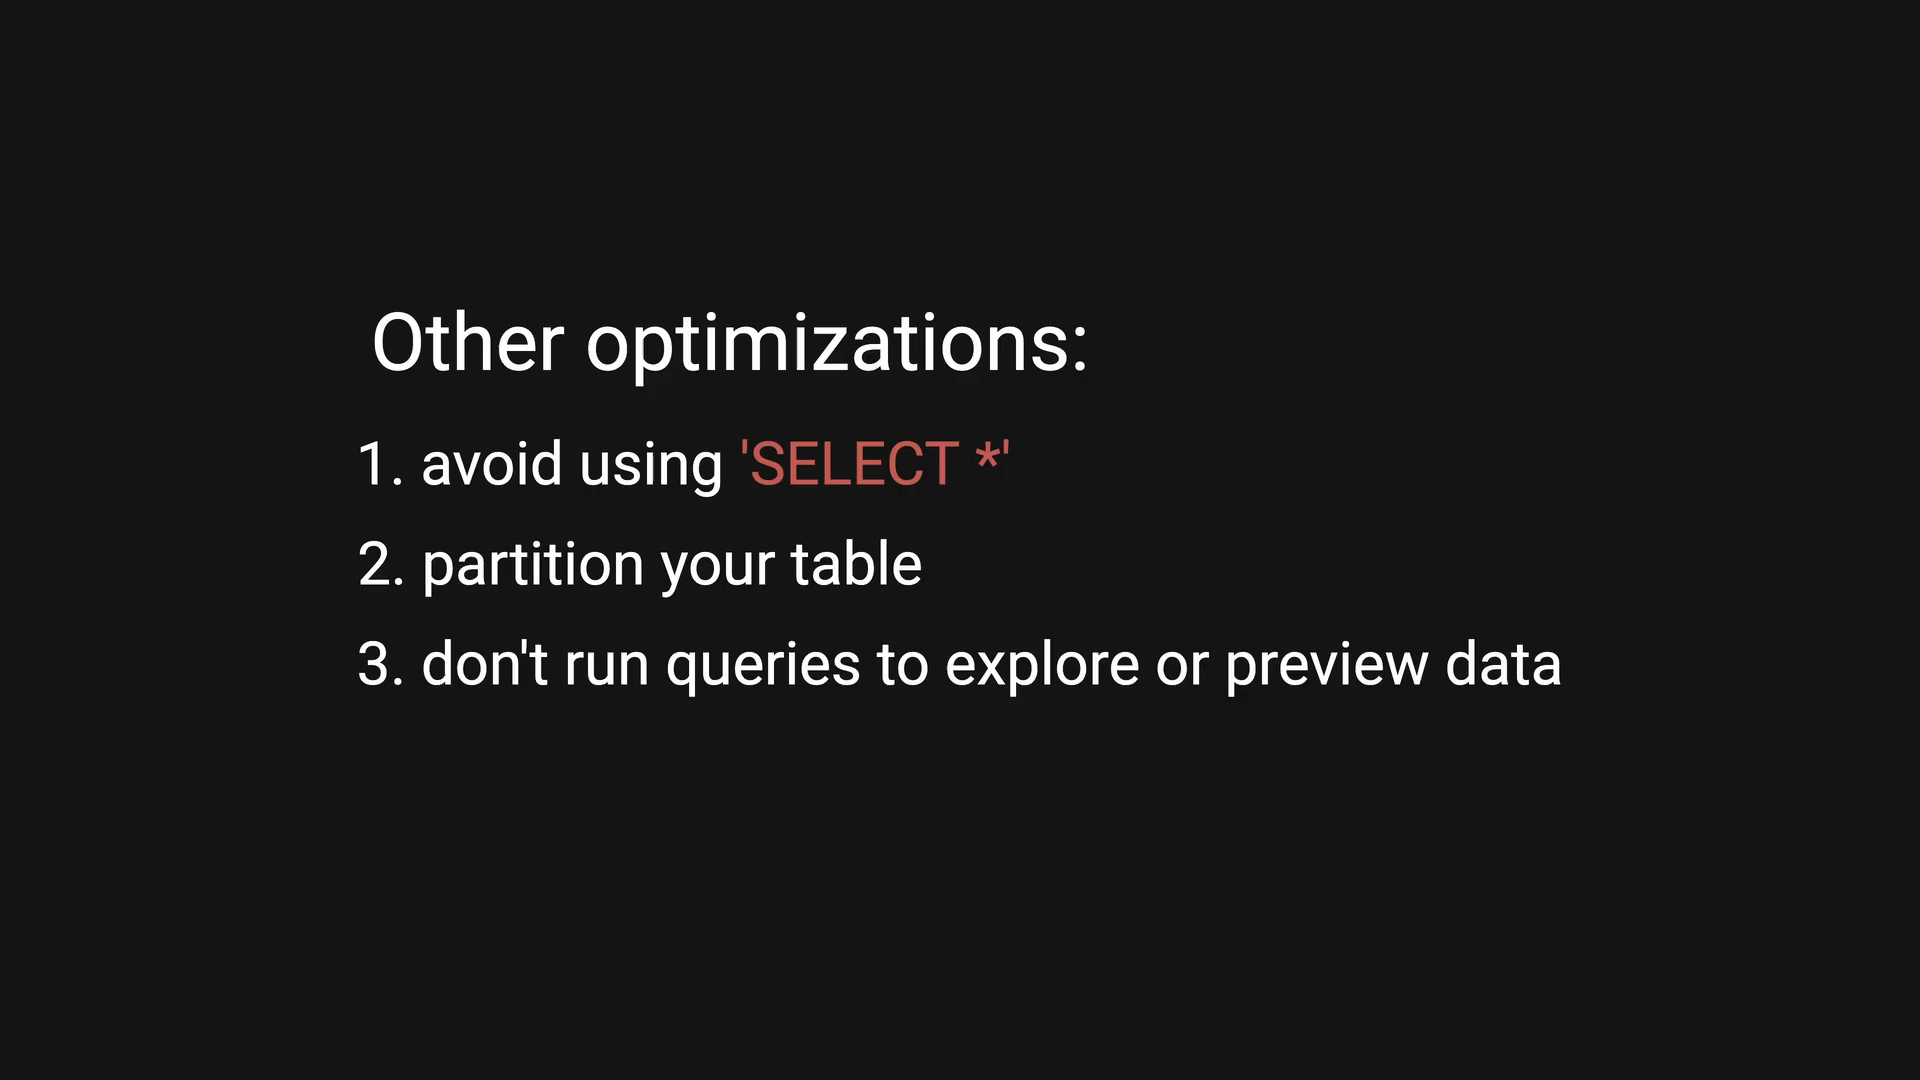 Other optimizations:
1. avoid using 'SELECT *'
2. partition your table
3. don't run queries to explore or preview data